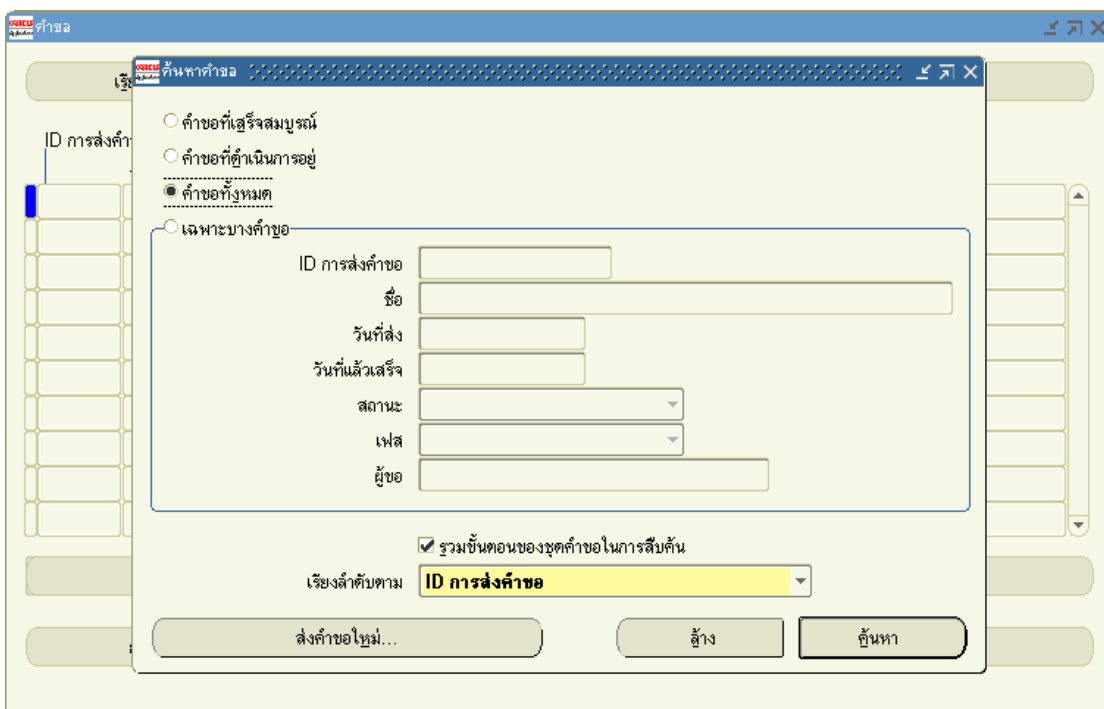 ORACLE คำขอ
ORACLE ค้นหาคำขอ
เรี
คำขอที่เสร็จสมบูรณ์
ID การส่งคำ
คำขอที่ดำเนินการอยู่
คำขอทั้งหมด
เฉพาะบางคำขอ
ID การส่งคำขอ
ชื่อ
วันที่ส่ง
วันที่แล้วเสร็จ
สถานะ
เฟส
ผู้ขอ
รวมขั้นตอนของชุดคำขอในการสืบค้น
เรียงลำดับตาม ID การส่งคำขอ
ส่งคำขอใหม่... ล้าง ค้นหา